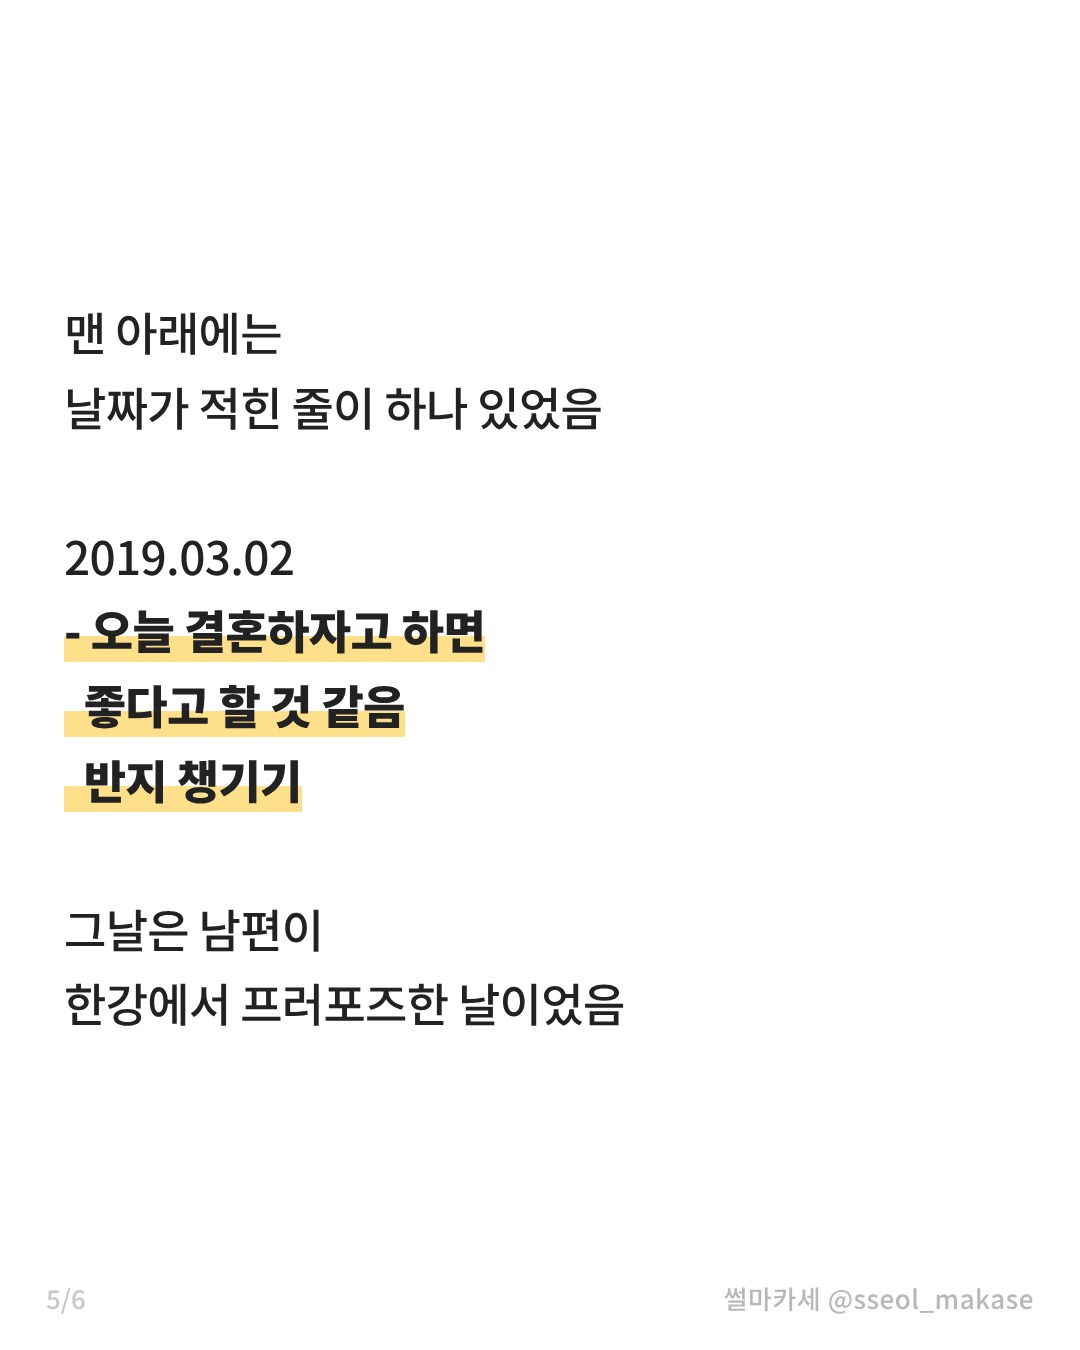 맨 아래에는
날짜가 적힌 줄이 하나 있었음
2019.03.02
- 오늘 결혼하자고 하면
좋다고 할 것 같음
반지 챙기기
그날은 남편이
한강에서 프러포즈한 날이었음
5/6
썰마카세 @sseol_makase